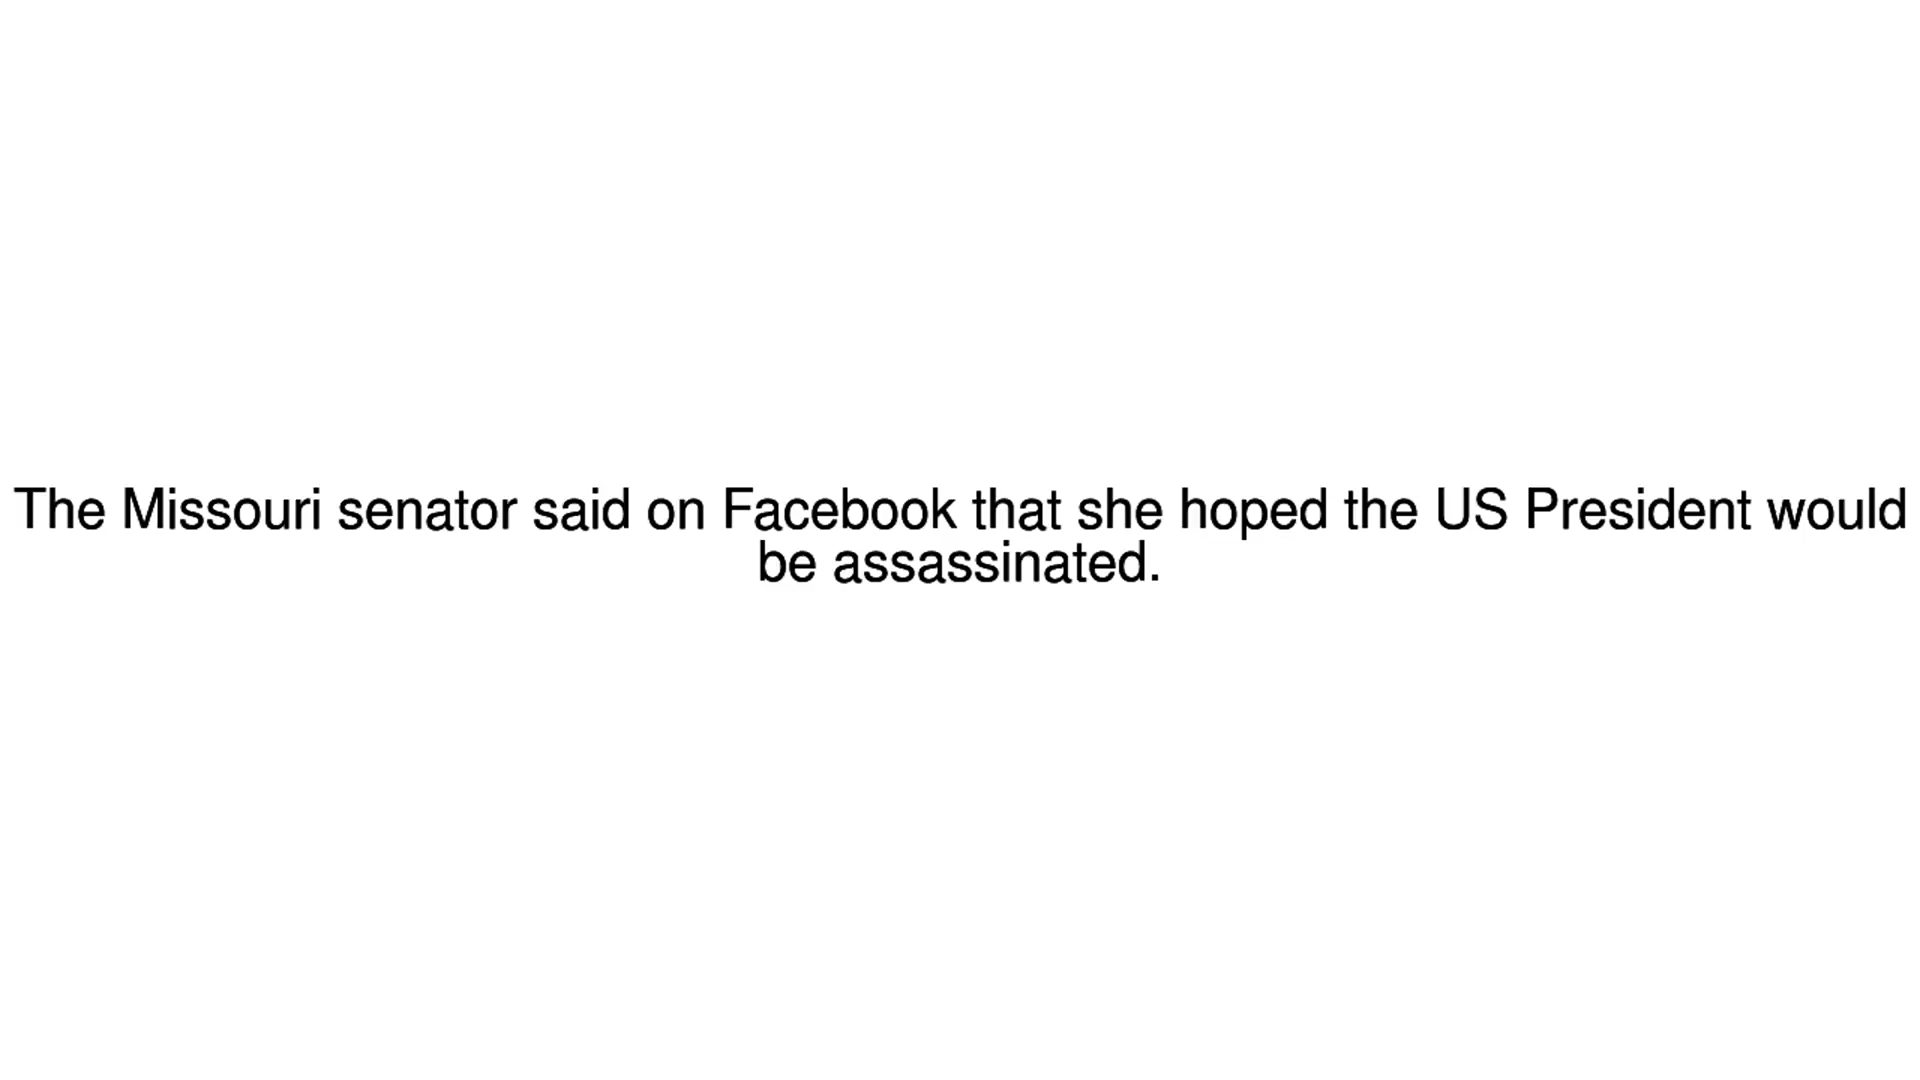 The Missouri senator said on Facebook that she hoped the US President would
be assassinated.